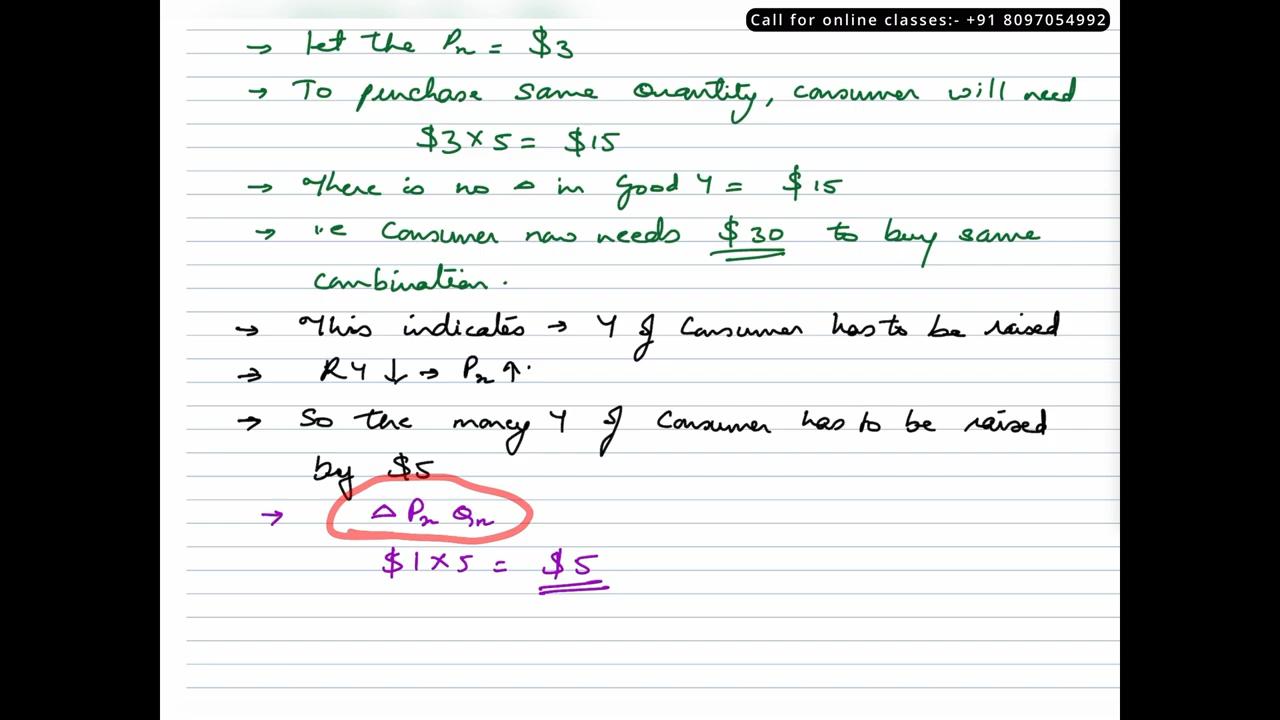 Call for online classes:- +91 8097054992
→ let the Px = $3
→ To purchase same Quantity, consumer will need
$3 × 5 = $15
→ There is no Δ in Good Y = $15
→ i.e Consumer now needs $30 to buy same
combination.
→ This indicates → Y of Consumer has to be raised
→ RY ↓ → Px ↑.
→ So the money Y of Consumer has to be raised
by $5
→ Δ Px Qx
$1 × 5 = $5